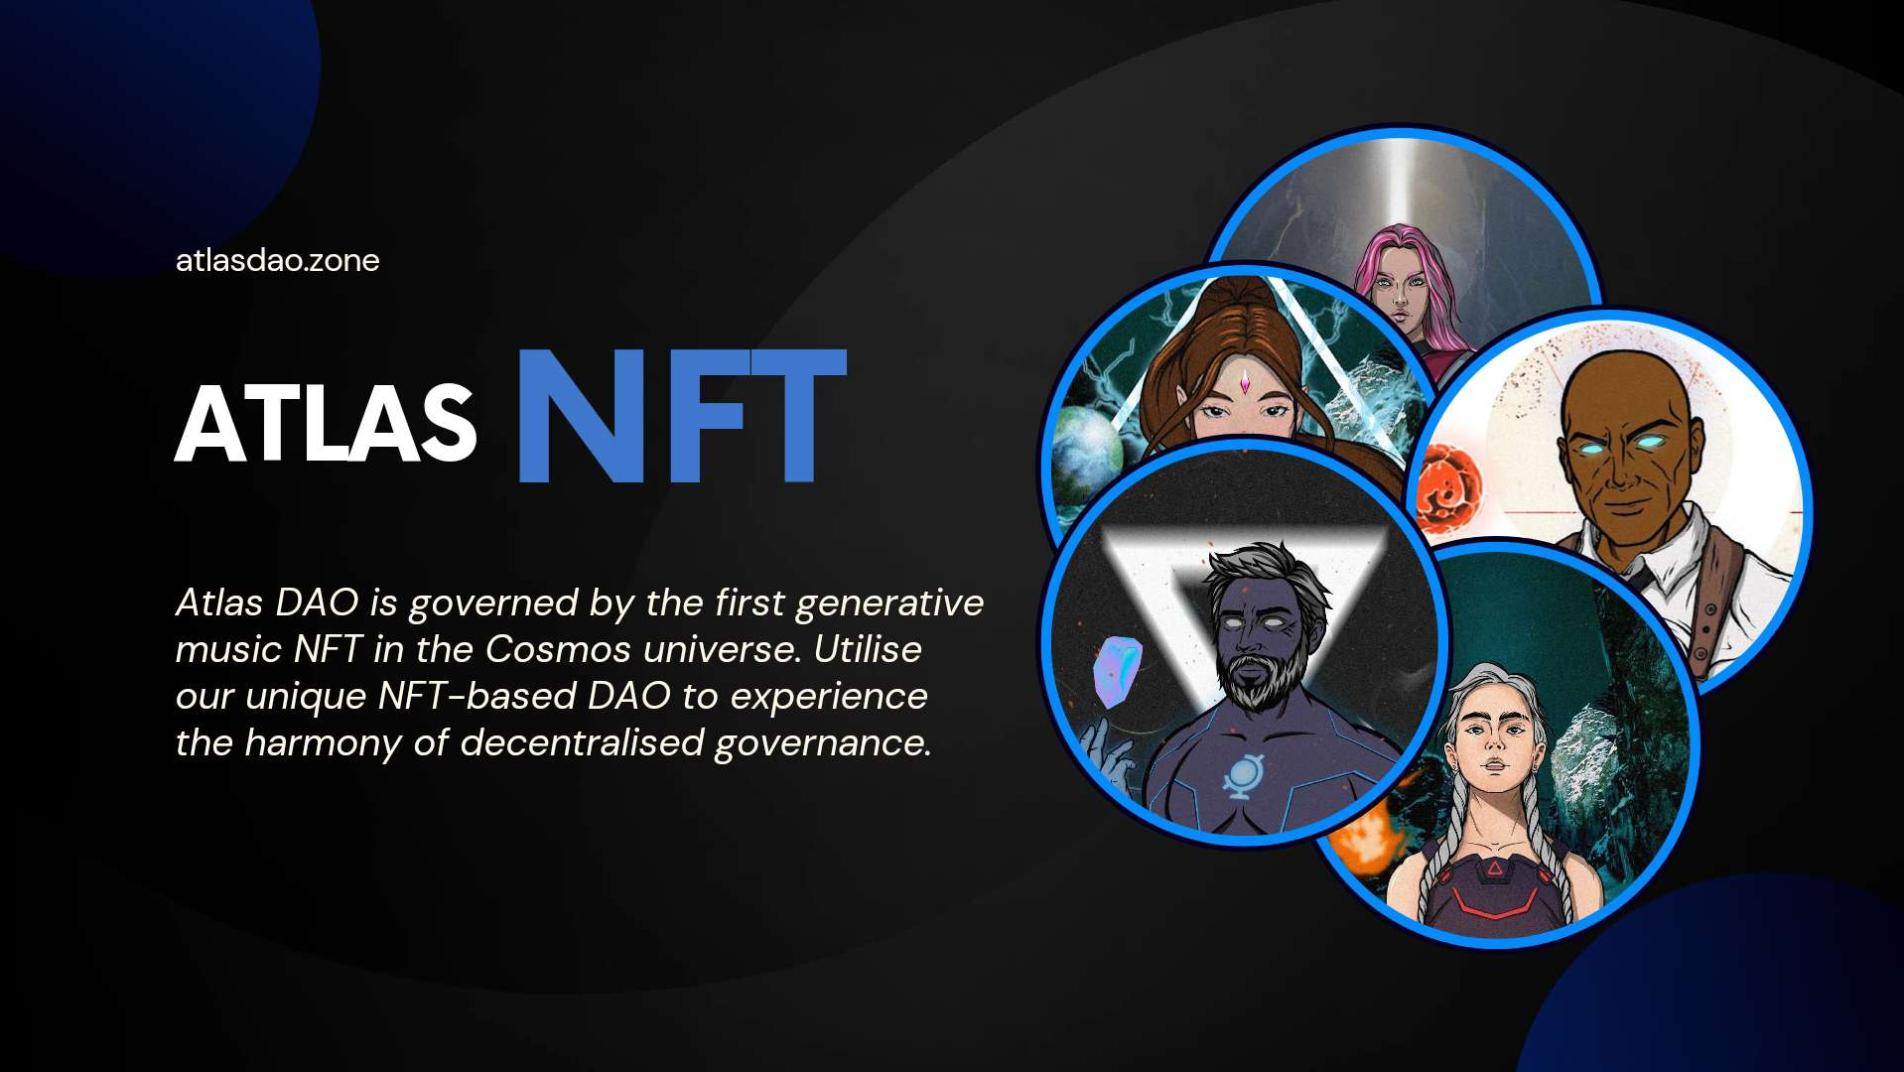 atlasdao.zone
ATLAS NFT
Atlas DAO is governed by the first generative
music NFT in the Cosmos universe. Utilise
our unique NFT-based DAO to experience
the harmony of decentralised governance.